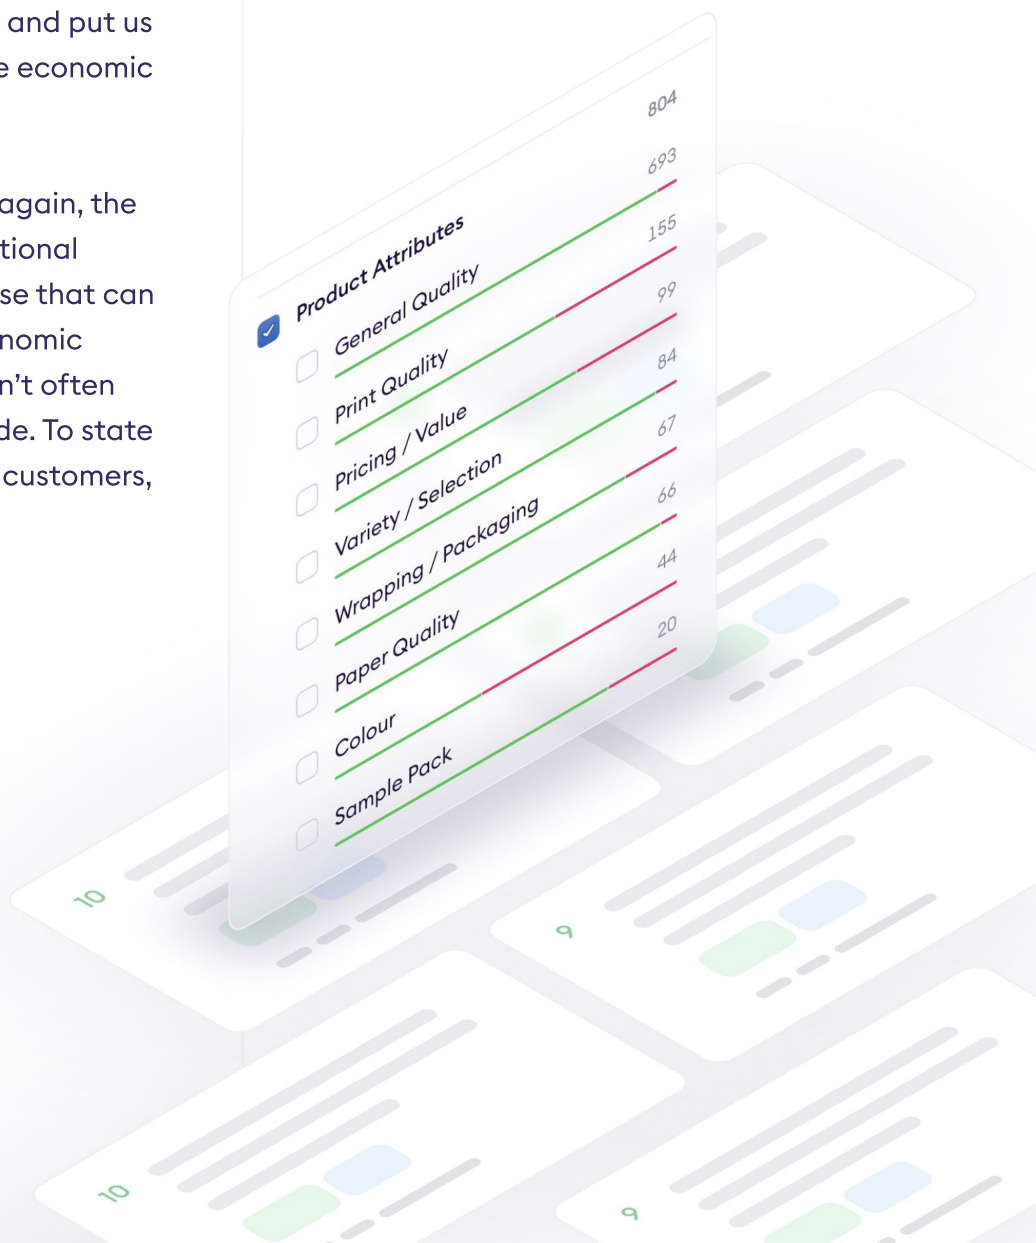 and put us
e economic
again, the
tional
se that can
nomic
n’t often
de. To state
customers,
✓ Product Attributes 804
General Quality 693
Print Quality 155
Pricing / Value 99
Variety / Selection 84
Wrapping / Packaging 67
Paper Quality 66
Colour 44
Sample Pack 20
10
9
10
9